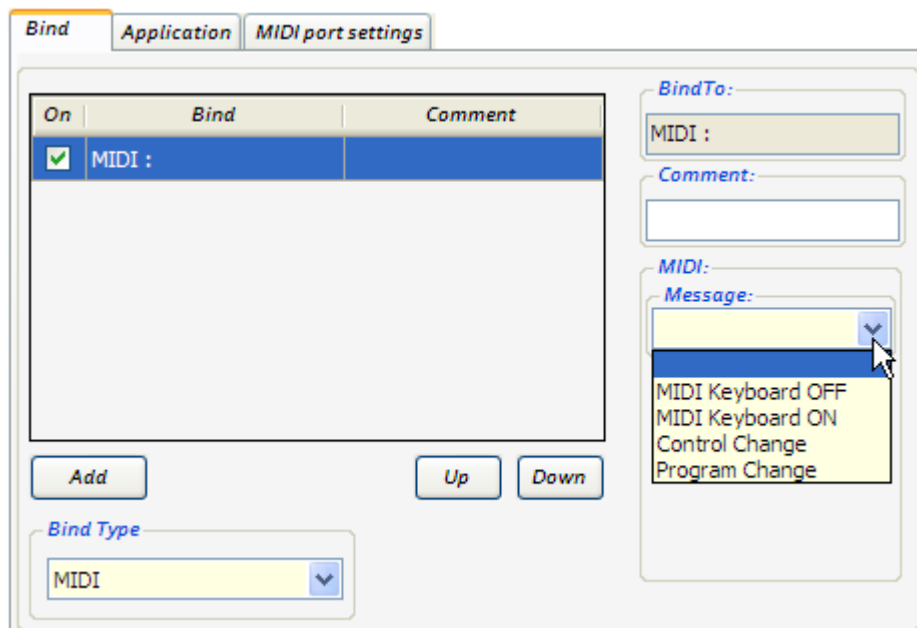 Bind Application MIDI port settings
On Bind Comment
MIDI :
Add Up Down
Bind Type
MIDI
BindTo:
MIDI :
Comment:
MIDI:
Message:
MIDI Keyboard OFF
MIDI Keyboard ON
Control Change
Program Change